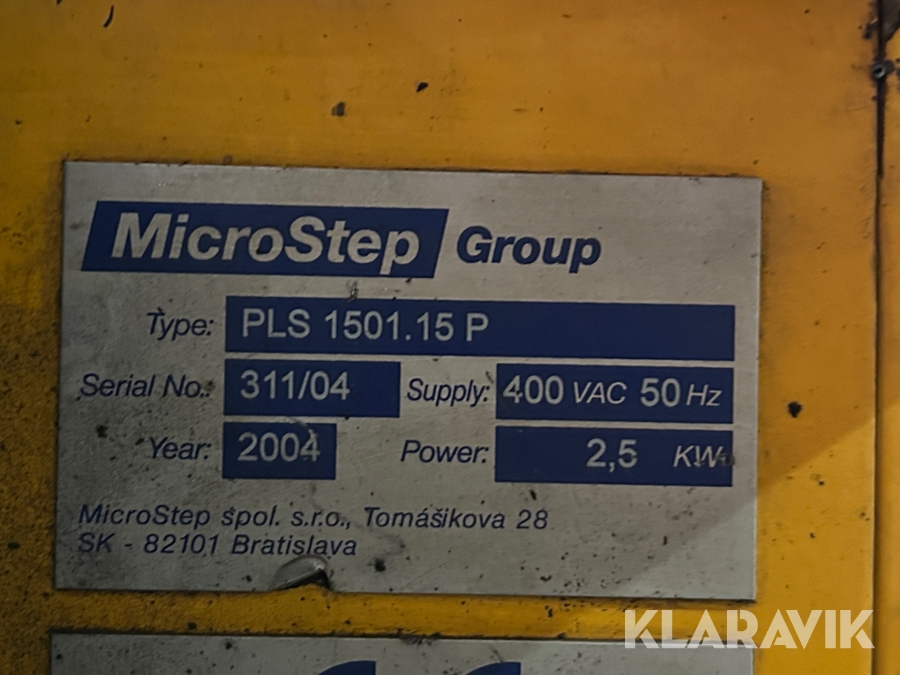 MicroStep Group
Type: PLS 1501.15 P
Serial No.: 311/04 Supply: 400 VAC 50 Hz
Year: 2004 Power: 2,5 KW
MicroStep spol. s.r.o., Tomášikova 28
SK - 82101 Bratislava
KLARAVIK